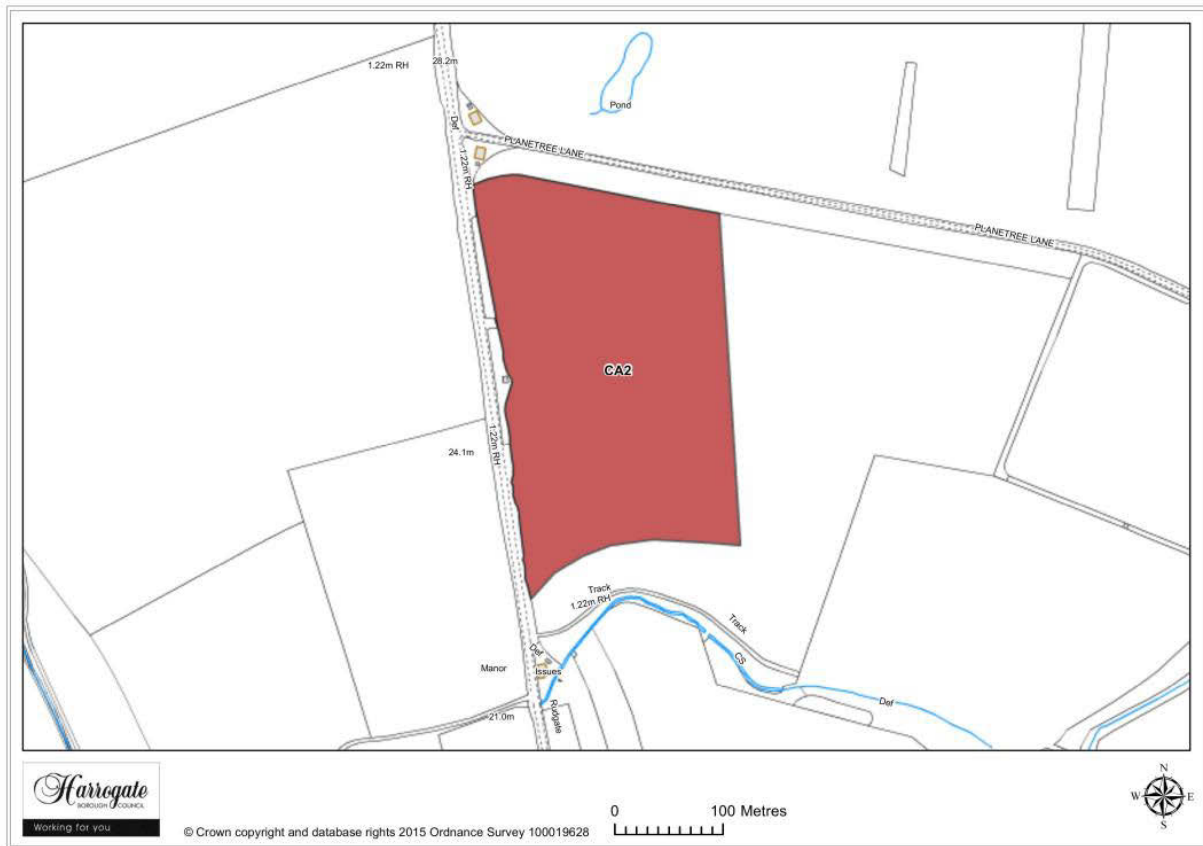 1.22m RH
28.2m
Pond
Def
PLANETREE LANE
1.22m RH
PLANETREE LANE
CA2
1.22m RH
24.1m
Track
1.22m RH
Track
Def
Manor
Issues
CS
Def
21.0m
Rudgate
Harrogate
BOROUGH COUNCIL
Working for you
© Crown copyright and database rights 2015 Ordnance Survey 100019628
0 100 Metres
N
W E
S